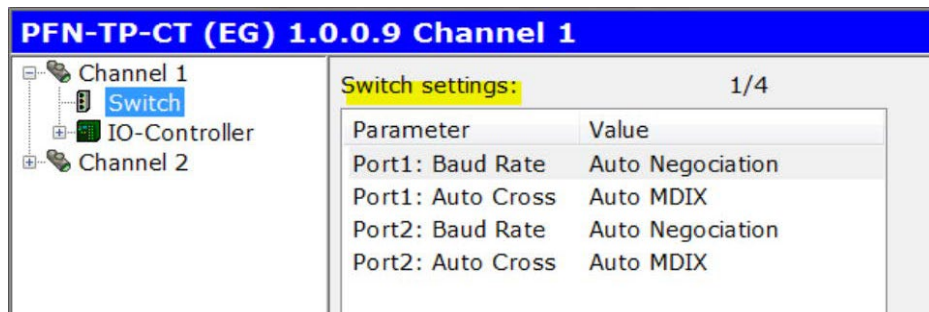 PFN-TP-CT (EG) 1.0.0.9 Channel 1
Channel 1
Switch
IO-Controller
Channel 2
Switch settings: 1/4
Parameter Value
Port1: Baud Rate Auto Negociation
Port1: Auto Cross Auto MDIX
Port2: Baud Rate Auto Negociation
Port2: Auto Cross Auto MDIX